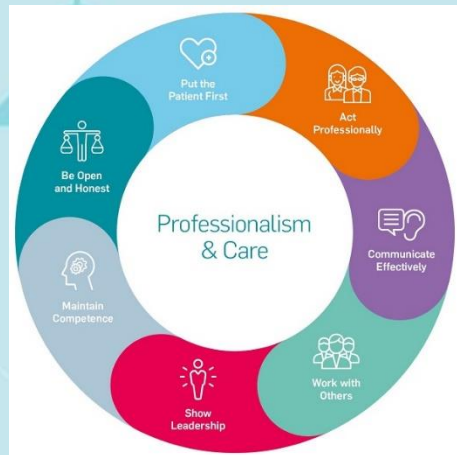 Put the
Patient First
Act
Professionally
Communicate
Effectively
Work with
Others
Show
Leadership
Maintain
Competence
Be Open
and Honest
Professionalism
& Care